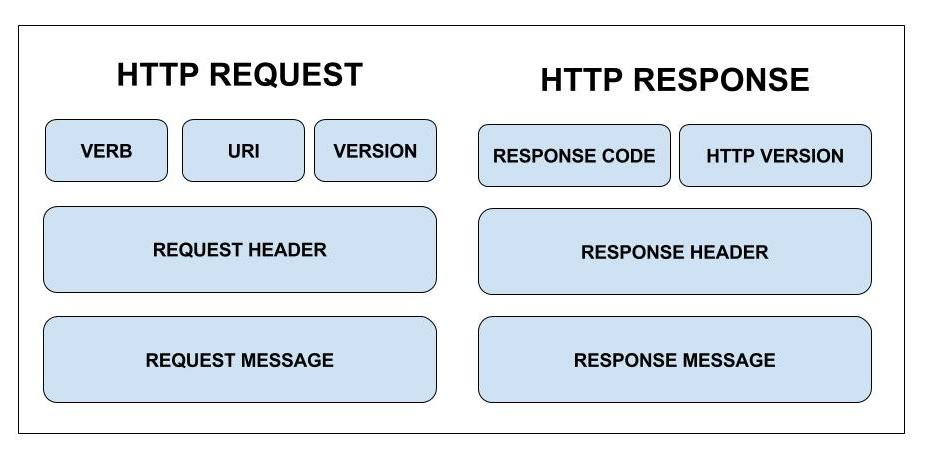 HTTP REQUEST
VERB
URI
VERSION
REQUEST HEADER
REQUEST MESSAGE
HTTP RESPONSE
RESPONSE CODE
HTTP VERSION
RESPONSE HEADER
RESPONSE MESSAGE